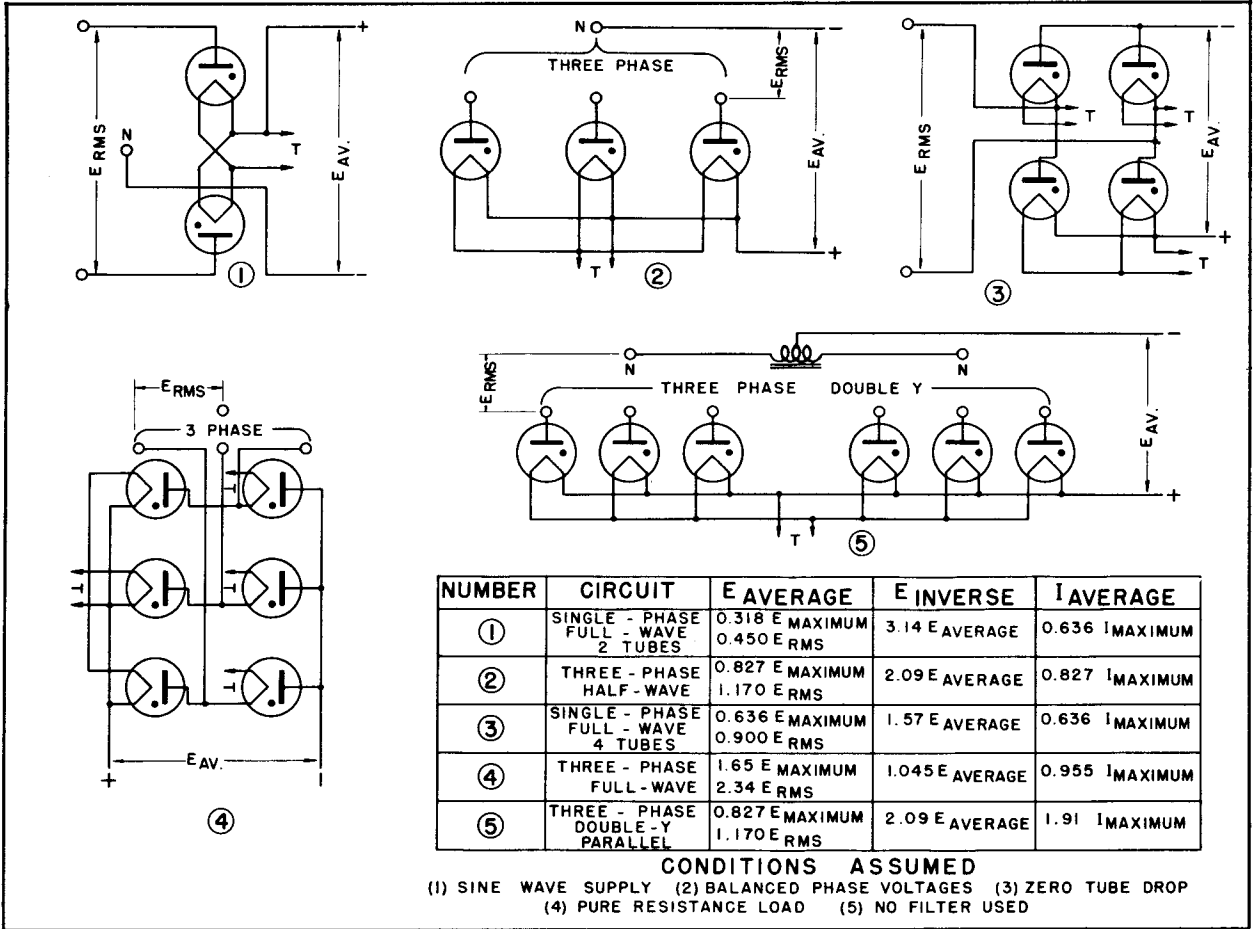 E RMS
N
+
T
E AV.
-
①
N
THREE PHASE
E RMS
-
E AV.
+
T
②
-
T
T
E RMS
E AV.
+
T
③
E RMS
3 PHASE
T
T
T
T
E AV.
+
-
④
-
N
N
E RMS
THREE PHASE DOUBLE Y
E AV.
+
T
⑤
NUMBER CIRCUIT E AVERAGE E INVERSE I AVERAGE
① SINGLE - PHASE FULL - WAVE 2 TUBES 0.318 E MAXIMUM 0.450 E RMS 3.14 E AVERAGE 0.636 I MAXIMUM
② THREE - PHASE HALF - WAVE 0.827 E MAXIMUM 1.170 E RMS 2.09 E AVERAGE 0.827 I MAXIMUM
③ SINGLE - PHASE FULL - WAVE 4 TUBES 0.636 E MAXIMUM 0.900 E RMS 1.57 E AVERAGE 0.636 I MAXIMUM
④ THREE - PHASE FULL - WAVE 1.65 E MAXIMUM 2.34 E RMS 1.045 E AVERAGE 0.955 I MAXIMUM
⑤ THREE - PHASE DOUBLE - Y PARALLEL 0.827 E MAXIMUM 1.170 E RMS 2.09 E AVERAGE 1.91 I MAXIMUM
CONDITIONS ASSUMED
(1) SINE WAVE SUPPLY (2) BALANCED PHASE VOLTAGES (3) ZERO TUBE DROP
(4) PURE RESISTANCE LOAD (5) NO FILTER USED